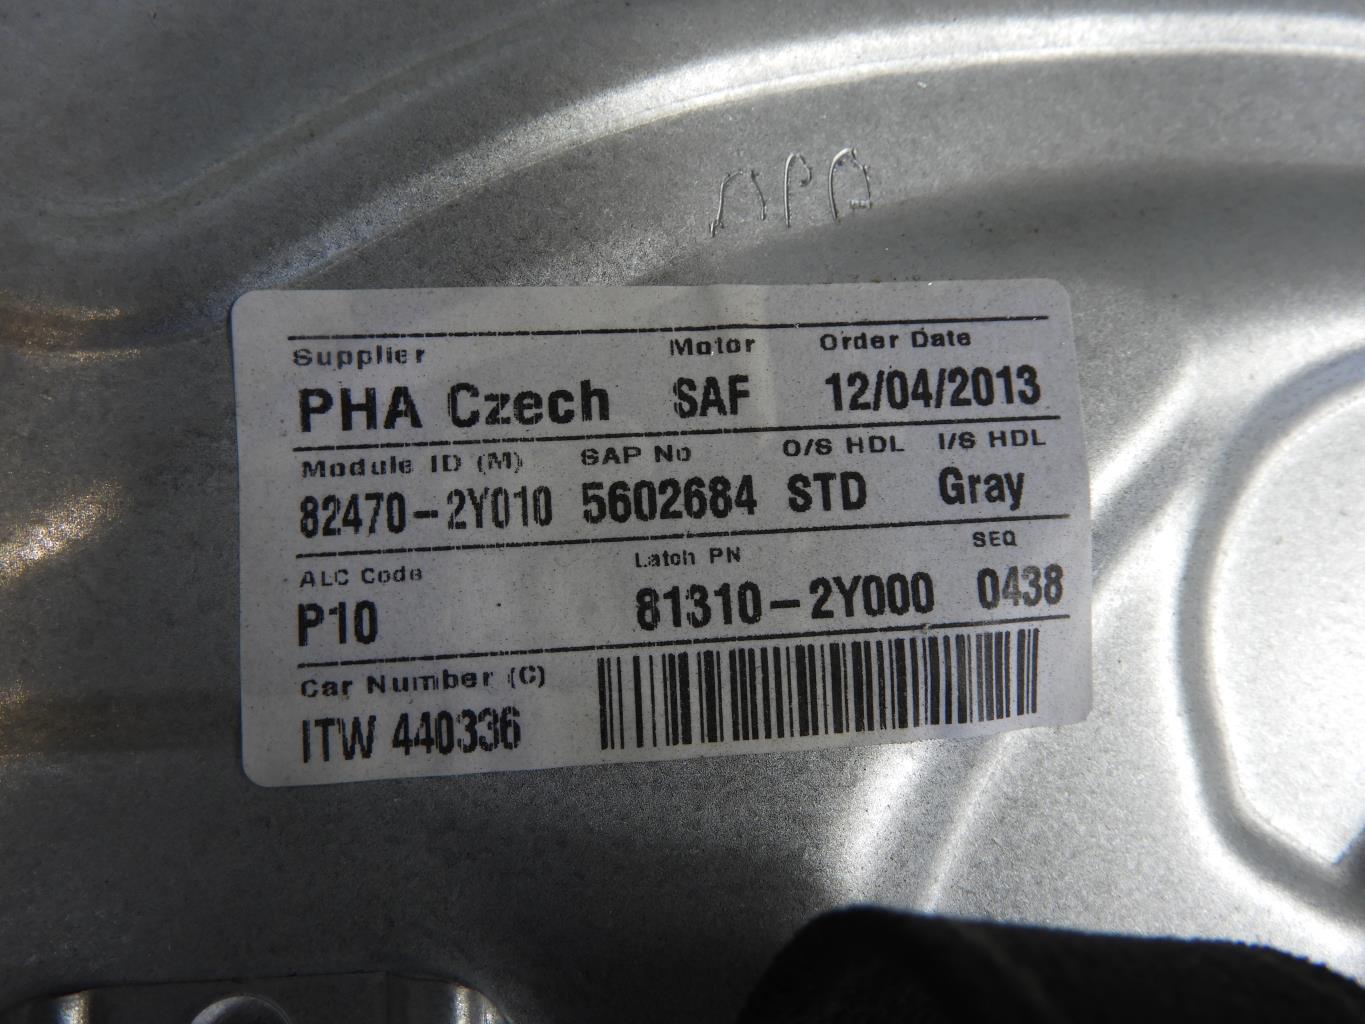 Supplier Motor Order Date
PHA Czech SAF 12/04/2013
Module ID (M) SAP No O/S HDL I/S HDL
82470-2Y010 5602684 STD Gray
ALC Code Latch PN SEQ
P10 81310-2Y000 0438
Car Number (C)
ITW 440336